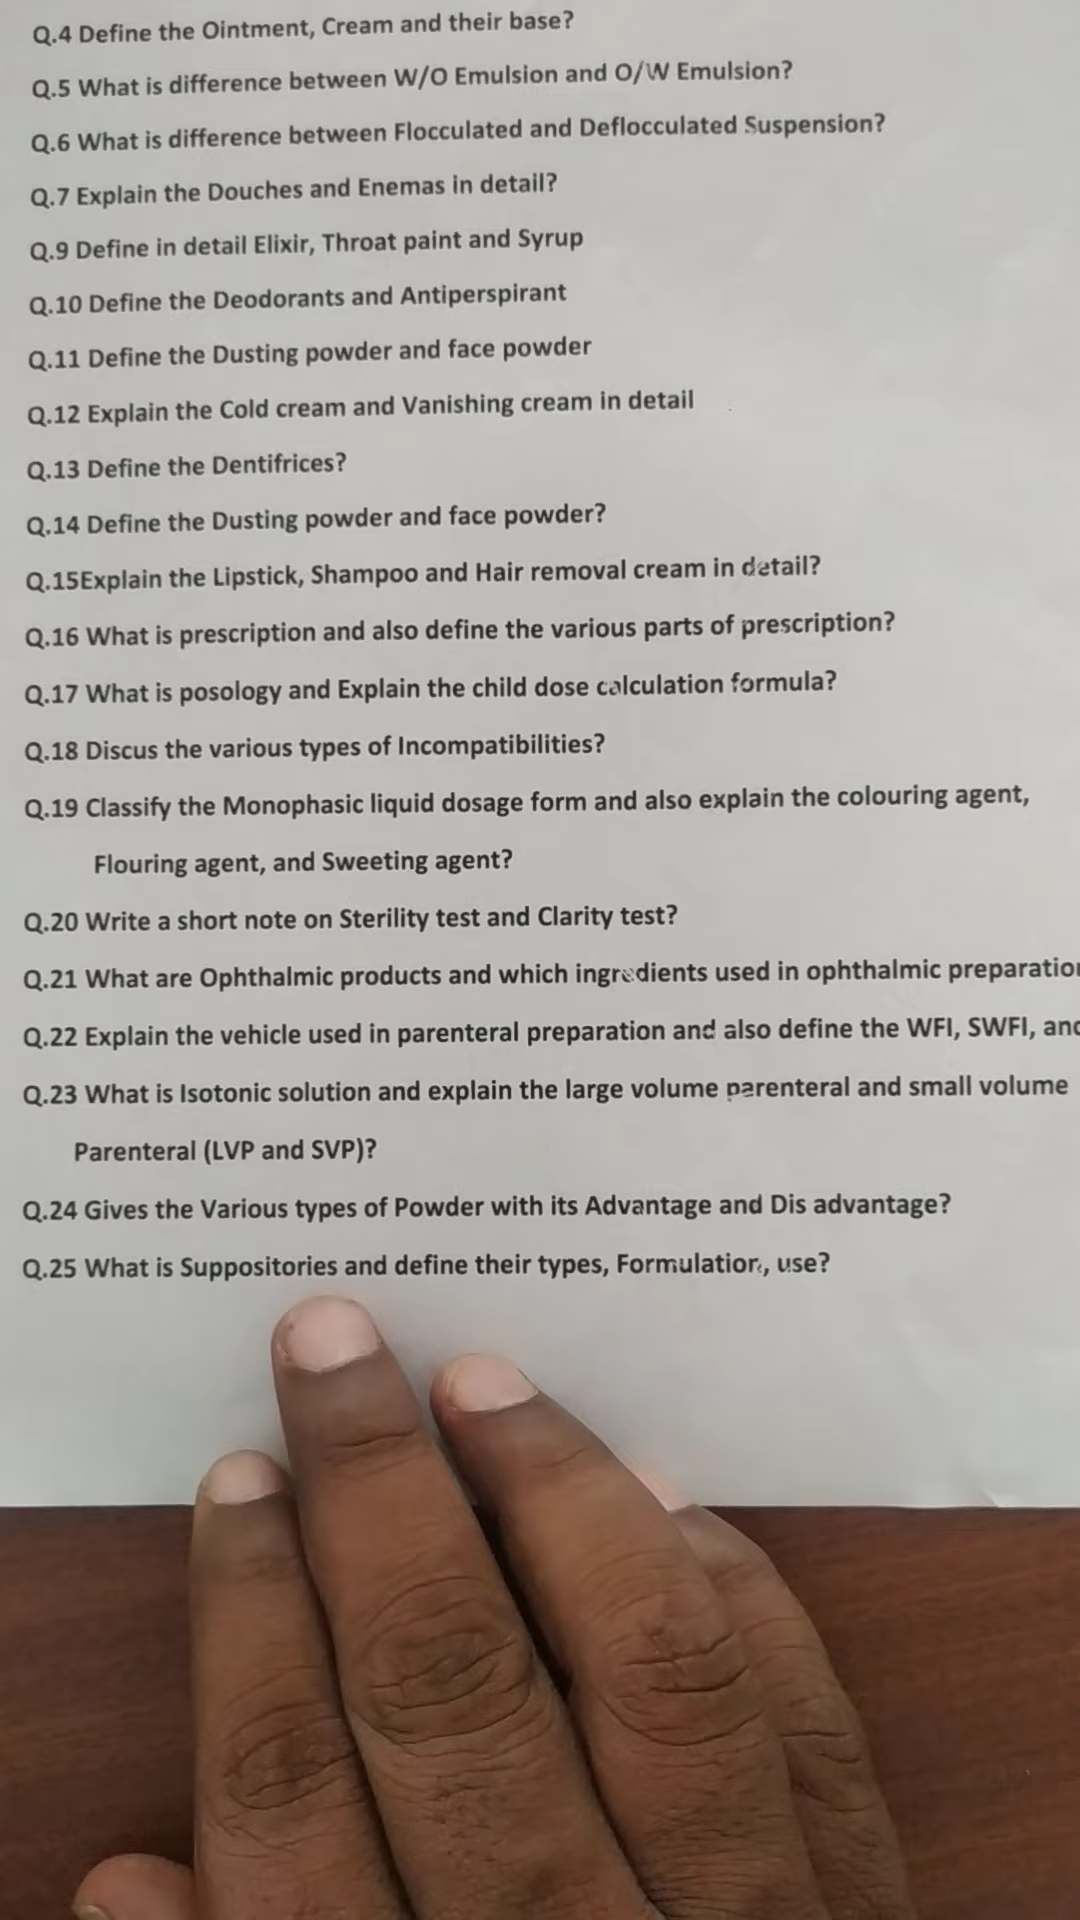 Q.4 Define the Ointment, Cream and their base?
Q.5 What is difference between W/O Emulsion and O/W Emulsion?
Q.6 What is difference between Flocculated and Deflocculated Suspension?
Q.7 Explain the Douches and Enemas in detail?
Q.9 Define in detail Elixir, Throat paint and Syrup
Q.10 Define the Deodorants and Antiperspirant
Q.11 Define the Dusting powder and face powder
Q.12 Explain the Cold cream and Vanishing cream in detail
Q.13 Define the Dentifrices?
Q.14 Define the Dusting powder and face powder?
Q.15Explain the Lipstick, Shampoo and Hair removal cream in detail?
Q.16 What is prescription and also define the various parts of prescription?
Q.17 What is posology and Explain the child dose calculation formula?
Q.18 Discus the various types of Incompatibilities?
Q.19 Classify the Monophasic liquid dosage form and also explain the colouring agent,
Flouring agent, and Sweeting agent?
Q.20 Write a short note on Sterility test and Clarity test?
Q.21 What are Ophthalmic products and which ingredients used in ophthalmic preparation
Q.22 Explain the vehicle used in parenteral preparation and also define the WFI, SWFI, and
Q.23 What is Isotonic solution and explain the large volume parenteral and small volume
Parenteral (LVP and SVP)?
Q.24 Gives the Various types of Powder with its Advantage and Dis advantage?
Q.25 What is Suppositories and define their types, Formulation, use?